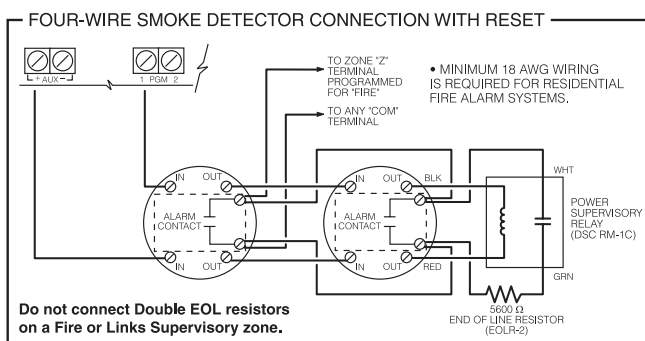 FOUR-WIRE SMOKE DETECTOR CONNECTION WITH RESET
+ AUX –
1 PGM 2
TO ZONE "Z"
TERMINAL
PROGRAMMED
FOR "FIRE"
TO ANY "COM"
TERMINAL
• MINIMUM 18 AWG WIRING
IS REQUIRED FOR RESIDENTIAL
FIRE ALARM SYSTEMS.
IN
OUT
ALARM
CONTACT
IN
OUT
IN
OUT
BLK
ALARM
CONTACT
IN
OUT
RED
WHT
POWER
SUPERVISORY
RELAY
(DSC RM-1C)
GRN
5600 Ω
END OF LINE RESISTOR
(EOLR-2)
Do not connect Double EOL resistors
on a Fire or Links Supervisory zone.